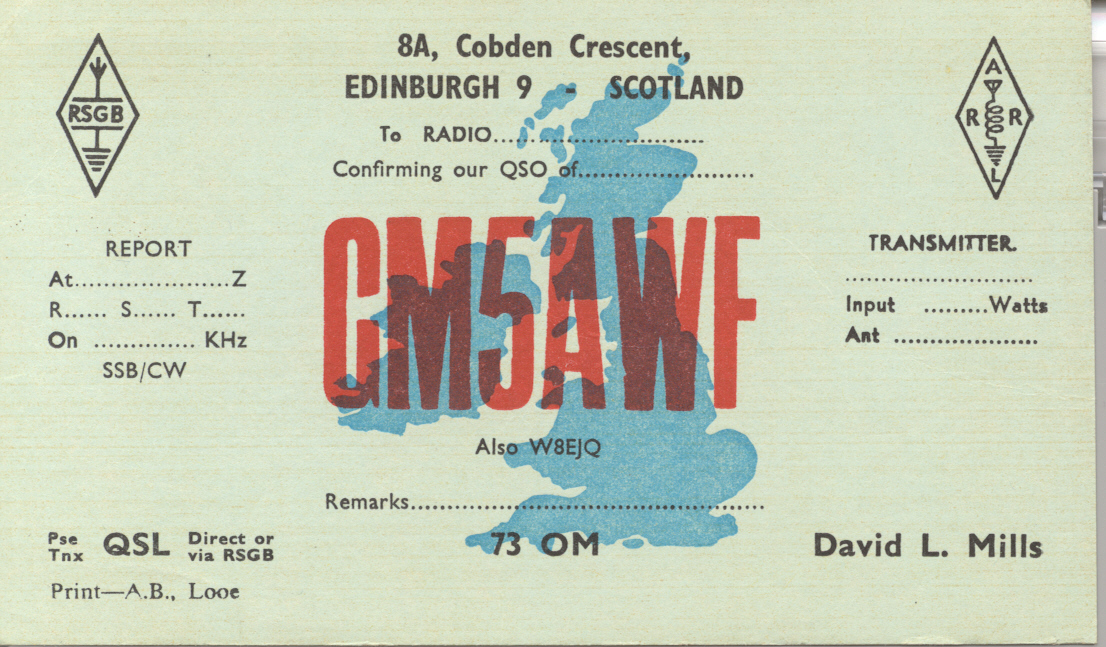 8A, Cobden Crescent,
EDINBURGH 9 - SCOTLAND
RSGB
A
R R
L
To RADIO..............................
Confirming our QSO of.........................
GM5AWF
REPORT
At......................Z
R...... S...... T......
On .............. KHz
SSB/CW
TRANSMITTER.
..............................
Input .........Watts
Ant .....................
Also W8EJQ
Remarks..................................................
Pse Tnx QSL Direct or via RSGB
73 OM
David L. Mills
Print—A.B., Looe